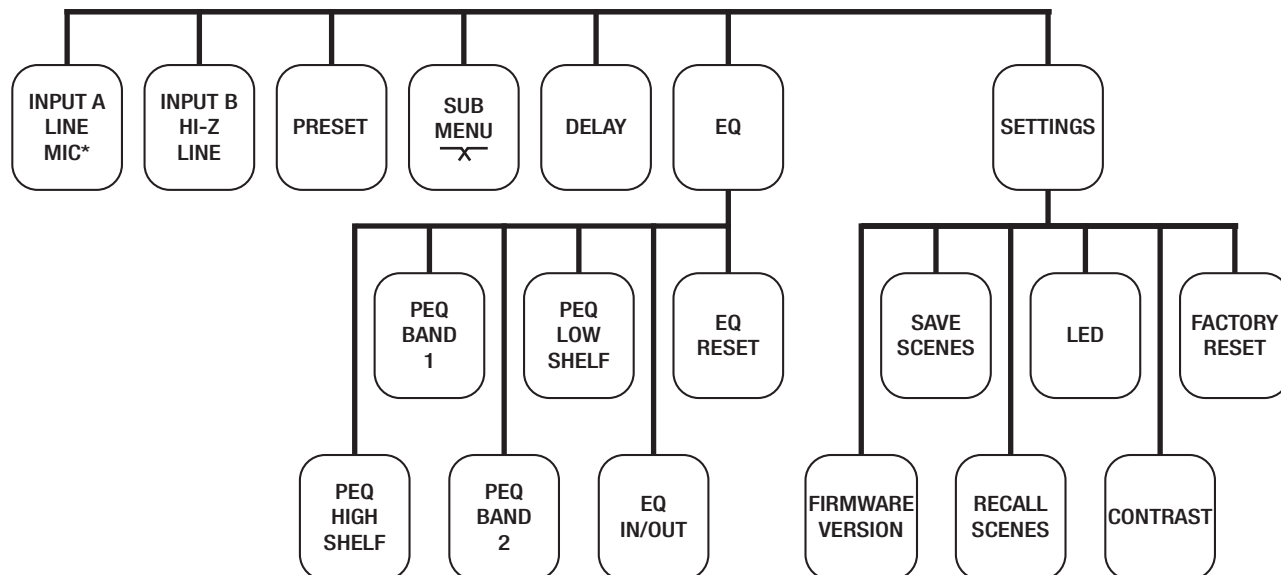 INPUT A
LINE
MIC*
INPUT B
HI-Z
LINE
PRESET
SUB
MENU
DELAY
EQ
SETTINGS
PEQ
BAND
1
PEQ
LOW
SHELF
EQ
RESET
SAVE
SCENES
LED
FACTORY
RESET
PEQ
HIGH
SHELF
PEQ
BAND
2
EQ
IN/OUT
FIRMWARE
VERSION
RECALL
SCENES
CONTRAST